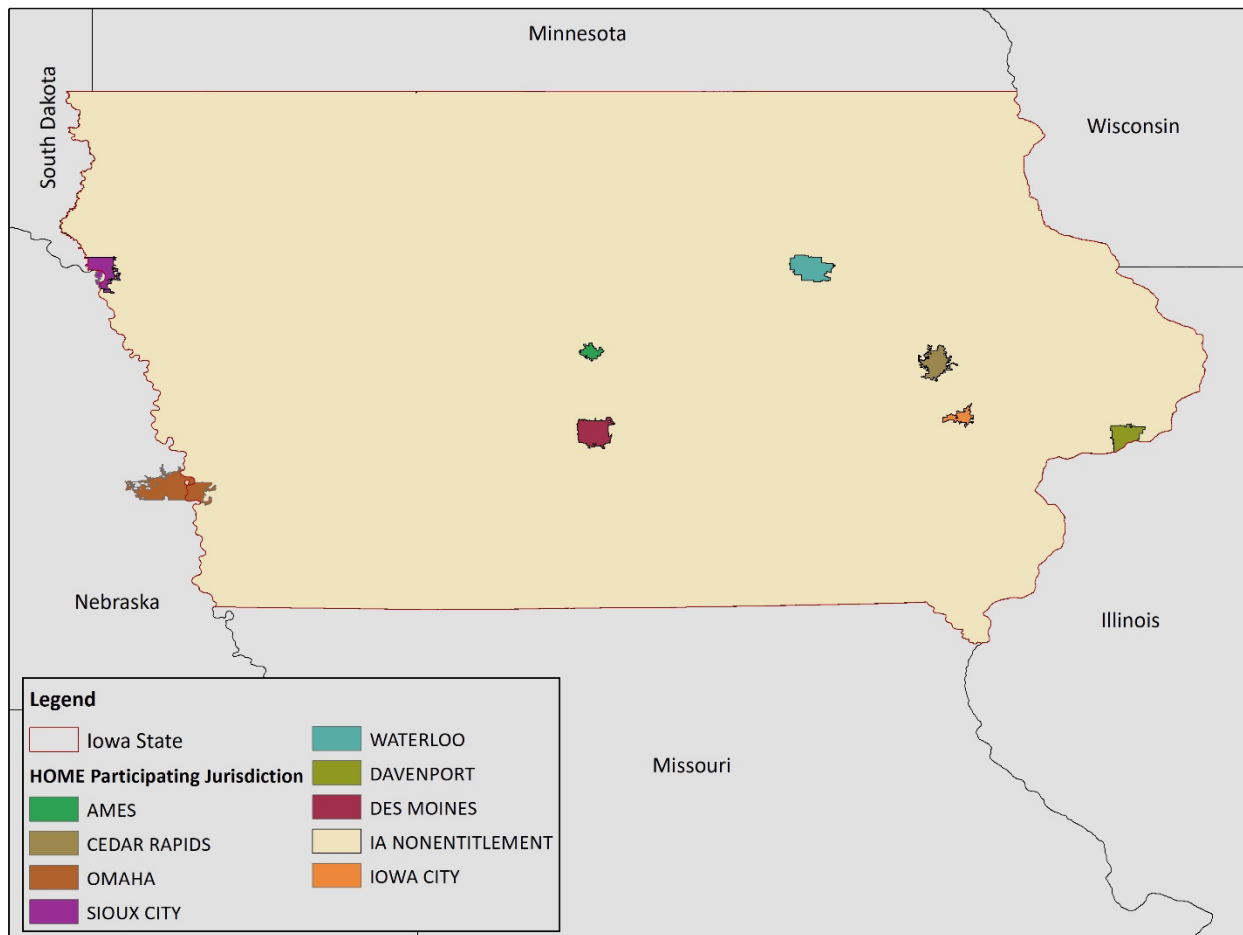 Minnesota
South Dakota
Wisconsin
Nebraska
Illinois
Missouri
Legend
Iowa State
HOME Participating Jurisdiction
AMES
CEDAR RAPIDS
OMAHA
SIOUX CITY
WATERLOO
DAVENPORT
DES MOINES
IA NONENTITLEMENT
IOWA CITY